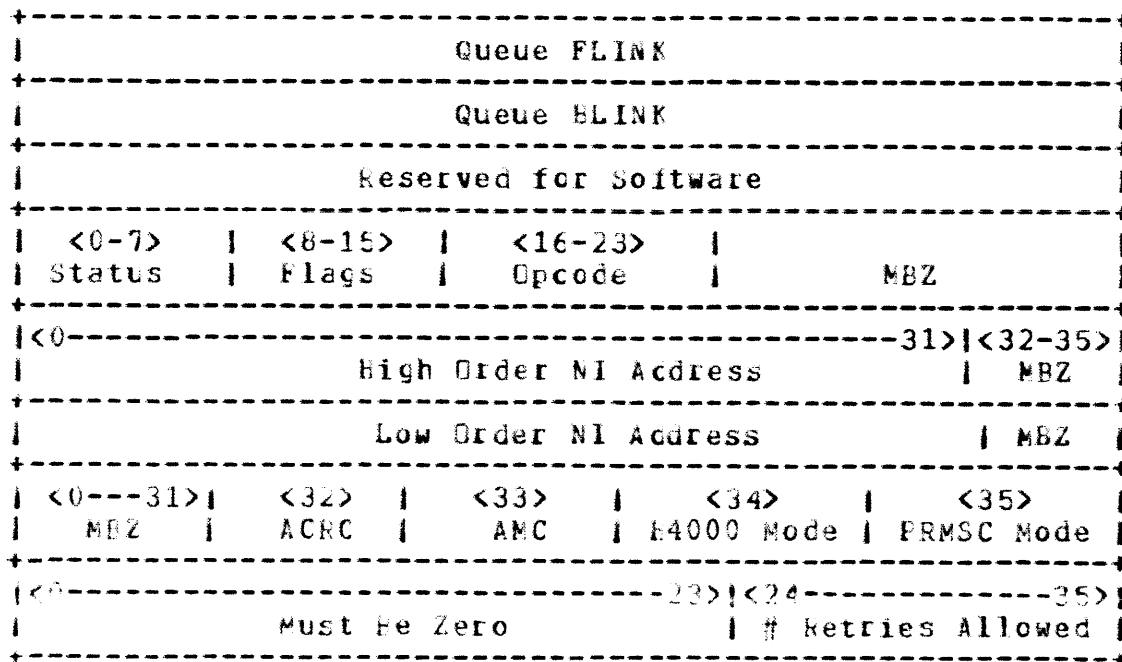 Queue FLINK
Queue BLINK
Reserved for Software
<0-7> | <8-15> | <16-23> |
Status | Flags | Opcode | MBZ
|<0--------------------------------------------31>|<32-35>|
High Order NI Address | MBZ
Low Order NI Address | MBZ
<0---31>| <32> | <33> | <34> | <35>
MBZ | ACRC | AMC | H4000 Mode | PRMSC Mode
|<0--------------------------------23>|<24-------------35>|
Must Be Zero | # Retries Allowed